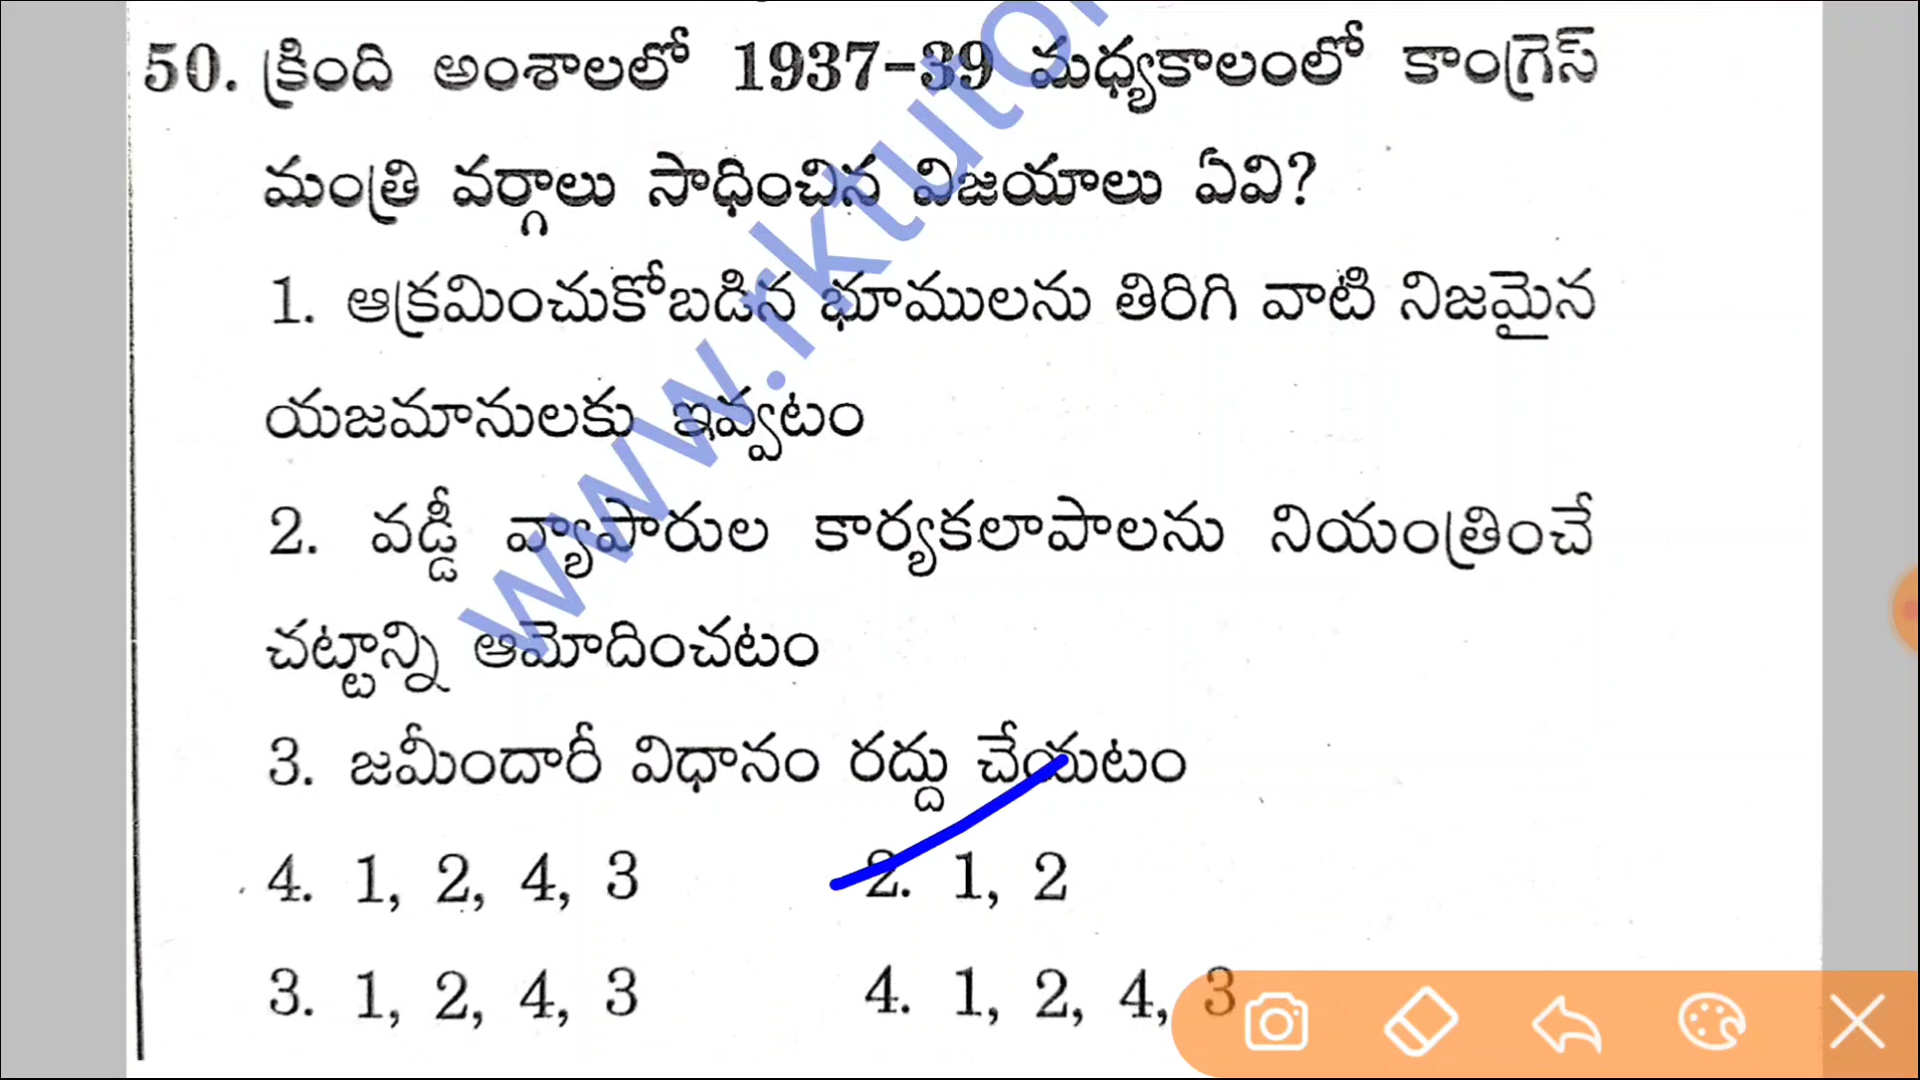 50. క్రింది అంశాలలో 1937-39 మధ్యకాలంలో కాంగ్రెస్
మంత్రి వర్గాలు సాధించిన విజయాలు ఏవి?
1. ఆక్రమించుకోబడిన భూములను తిరిగి వాటి నిజమైన
యజమానులకు ఇవ్వటం
2. వడ్డీ వ్యాపారుల కార్యకలాపాలను నియంత్రించే
చట్టాన్ని ఆమోదించటం
3. జమీందారీ విధానం రద్దు చేయటం
4. 1, 2, 4, 3 2. 1, 2
3. 1, 2, 4, 3 4. 1, 2, 4, 3
www.rktutor